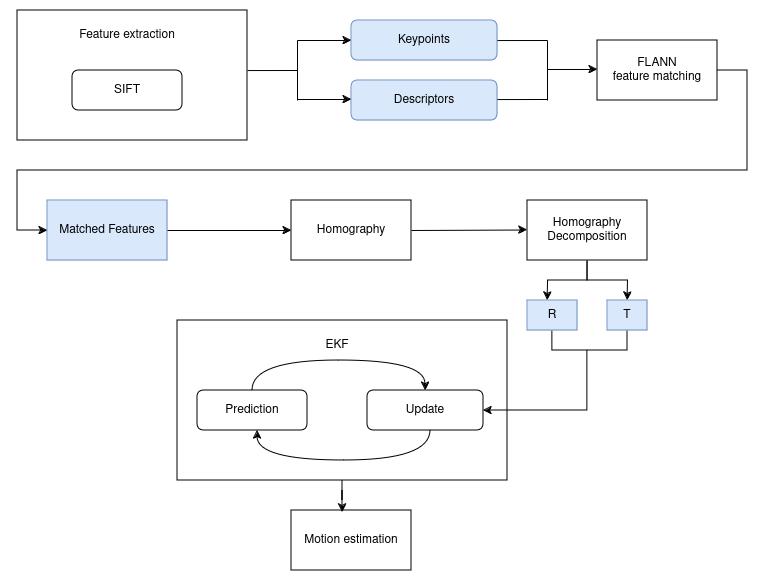 Feature extraction
SIFT
Keypoints
Descriptors
FLANN
feature matching
Matched Features
Homography
Homography
Decomposition
R
T
EKF
Prediction
Update
Motion estimation